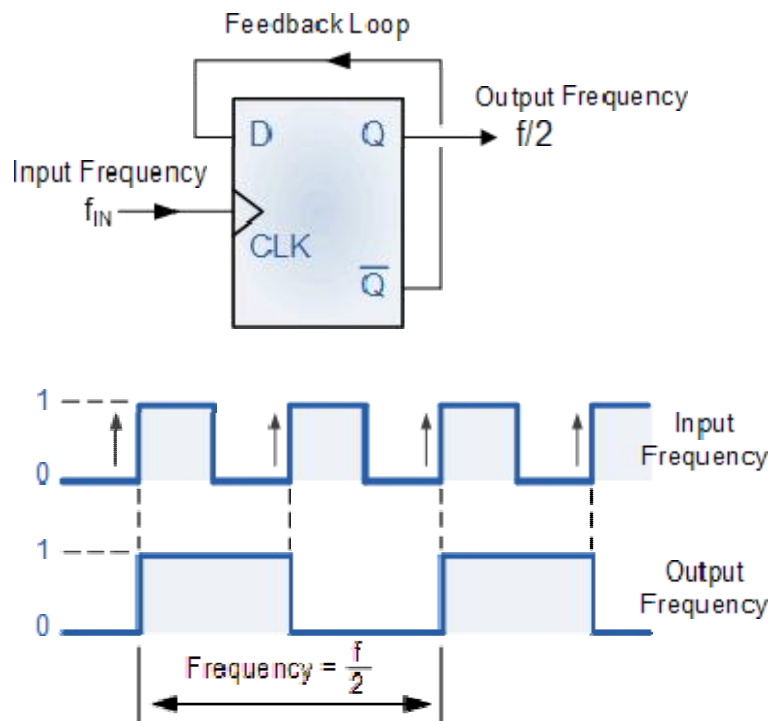 Feedback Loop
Output Frequency
f/2
D
Q
Input Frequency
fIN
CLK
Q̅
1
0
Input
Frequency
1
0
Output
Frequency
Frequency = f/2